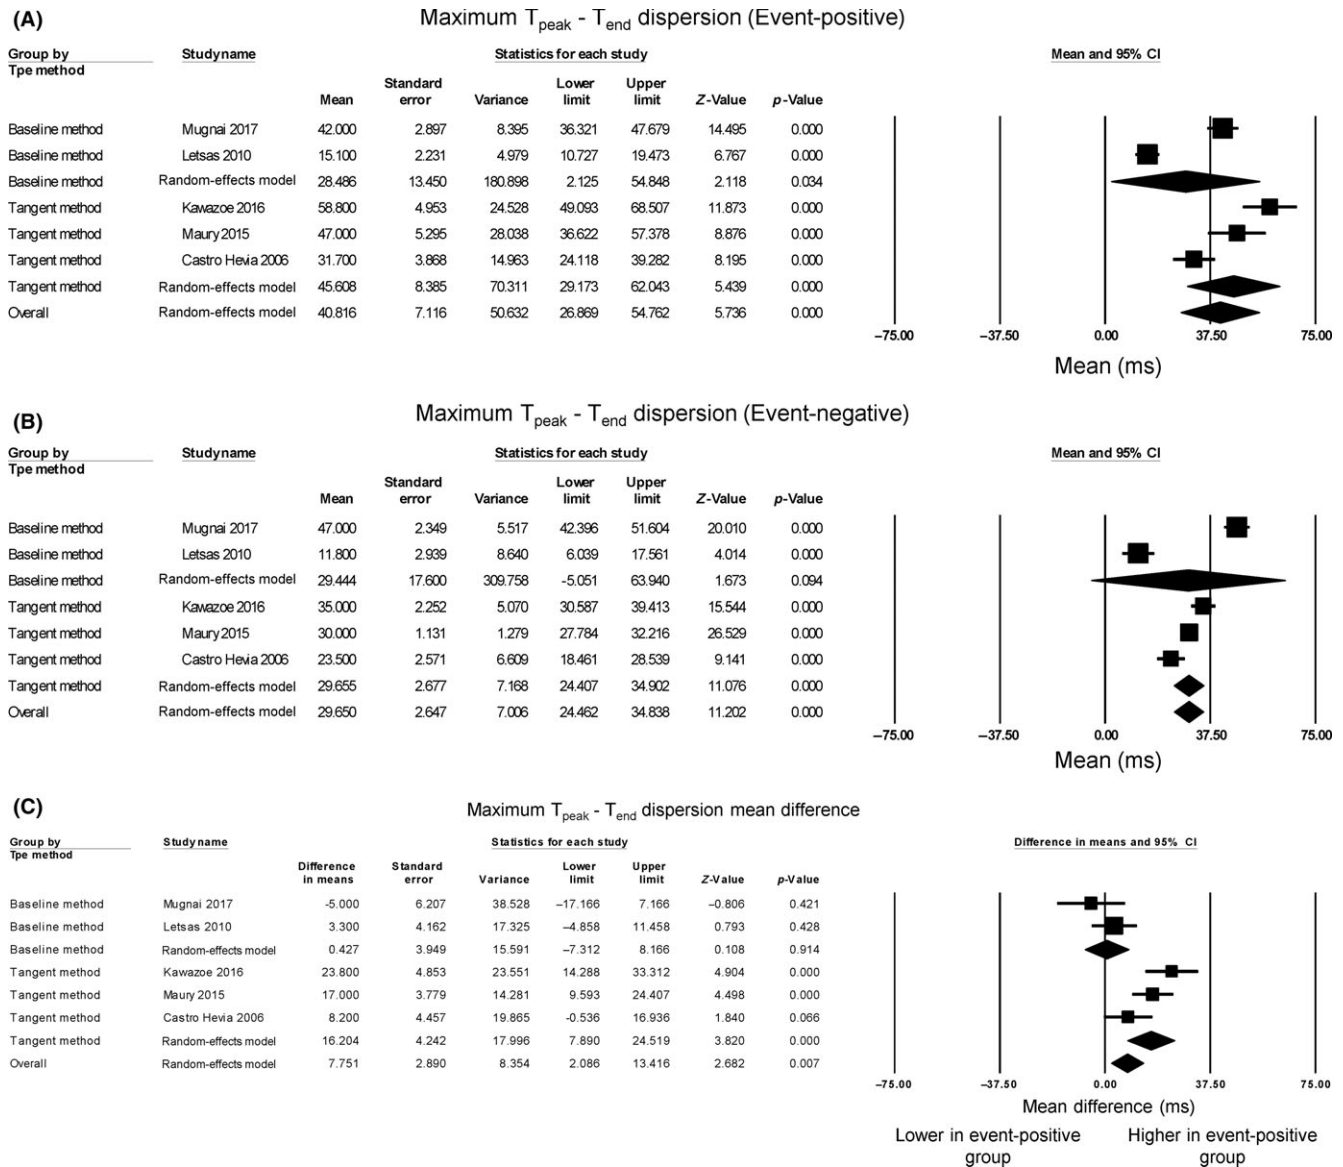 (A)
Maximum Tpeak - Tend dispersion (Event-positive)
Group by Studyname Statistics for each study Mean and 95% CI
Tpe method
Mean Standard error Variance Lower limit Upper limit Z-Value p-Value
Baseline method Mugnai 2017 42.000 2.897 8.395 36.321 47.679 14.495 0.000
Baseline method Letsas 2010 15.100 2.231 4.979 10.727 19.473 6.767 0.000
Baseline method Random-effects model 28.486 13.450 180.898 2.125 54.848 2.118 0.034
Tangent method Kawazoe 2016 58.800 4.953 24.528 49.093 68.507 11.873 0.000
Tangent method Maury 2015 47.000 5.295 28.038 36.622 57.378 8.876 0.000
Tangent method Castro Hevia 2006 31.700 3.868 14.963 24.118 39.282 8.195 0.000
Tangent method Random-effects model 45.608 8.385 70.311 29.173 62.043 5.439 0.000
Overall Random-effects model 40.816 7.116 50.632 26.869 54.762 5.736 0.000
−75.00 −37.50 0.00 37.50 75.00
Mean (ms)
(B)
Maximum Tpeak - Tend dispersion (Event-negative)
Group by Studyname Statistics for each study Mean and 95% CI
Tpe method
Mean Standard error Variance Lower limit Upper limit Z-Value p-Value
Baseline method Mugnai 2017 47.000 2.349 5.517 42.396 51.604 20.010 0.000
Baseline method Letsas 2010 11.800 2.939 8.640 6.039 17.561 4.014 0.000
Baseline method Random-effects model 29.444 17.600 309.758 -5.051 63.940 1.673 0.094
Tangent method Kawazoe 2016 35.000 2.252 5.070 30.587 39.413 15.544 0.000
Tangent method Maury 2015 30.000 1.131 1.279 27.784 32.216 26.529 0.000
Tangent method Castro Hevia 2006 23.500 2.571 6.609 18.461 28.539 9.141 0.000
Tangent method Random-effects model 29.655 2.677 7.168 24.407 34.902 11.076 0.000
Overall Random-effects model 29.650 2.647 7.006 24.462 34.838 11.202 0.000
−75.00 −37.50 0.00 37.50 75.00
Mean (ms)
(C)
Maximum Tpeak - Tend dispersion mean difference
Group by Studyname Statistics for each study Difference in means and 95% CI
Tpe method
Difference in means Standard error Variance Lower limit Upper limit Z-Value p-Value
Baseline method Mugnai 2017 -5.000 6.207 38.528 −17.166 7.166 −0.806 0.421
Baseline method Letsas 2010 3.300 4.162 17.325 −4.858 11.458 0.793 0.428
Baseline method Random-effects model 0.427 3.949 15.591 −7.312 8.166 0.108 0.914
Tangent method Kawazoe 2016 23.800 4.853 23.551 14.288 33.312 4.904 0.000
Tangent method Maury 2015 17.000 3.779 14.281 9.593 24.407 4.498 0.000
Tangent method Castro Hevia 2006 8.200 4.457 19.865 -0.536 16.936 1.840 0.066
Tangent method Random-effects model 16.204 4.242 17.996 7.890 24.519 3.820 0.000
Overall Random-effects model 7.751 2.890 8.354 2.086 13.416 2.682 0.007
−75.00 −37.50 0.00 37.50 75.00
Mean difference (ms)
Lower in event-positive group
Higher in event-positive group